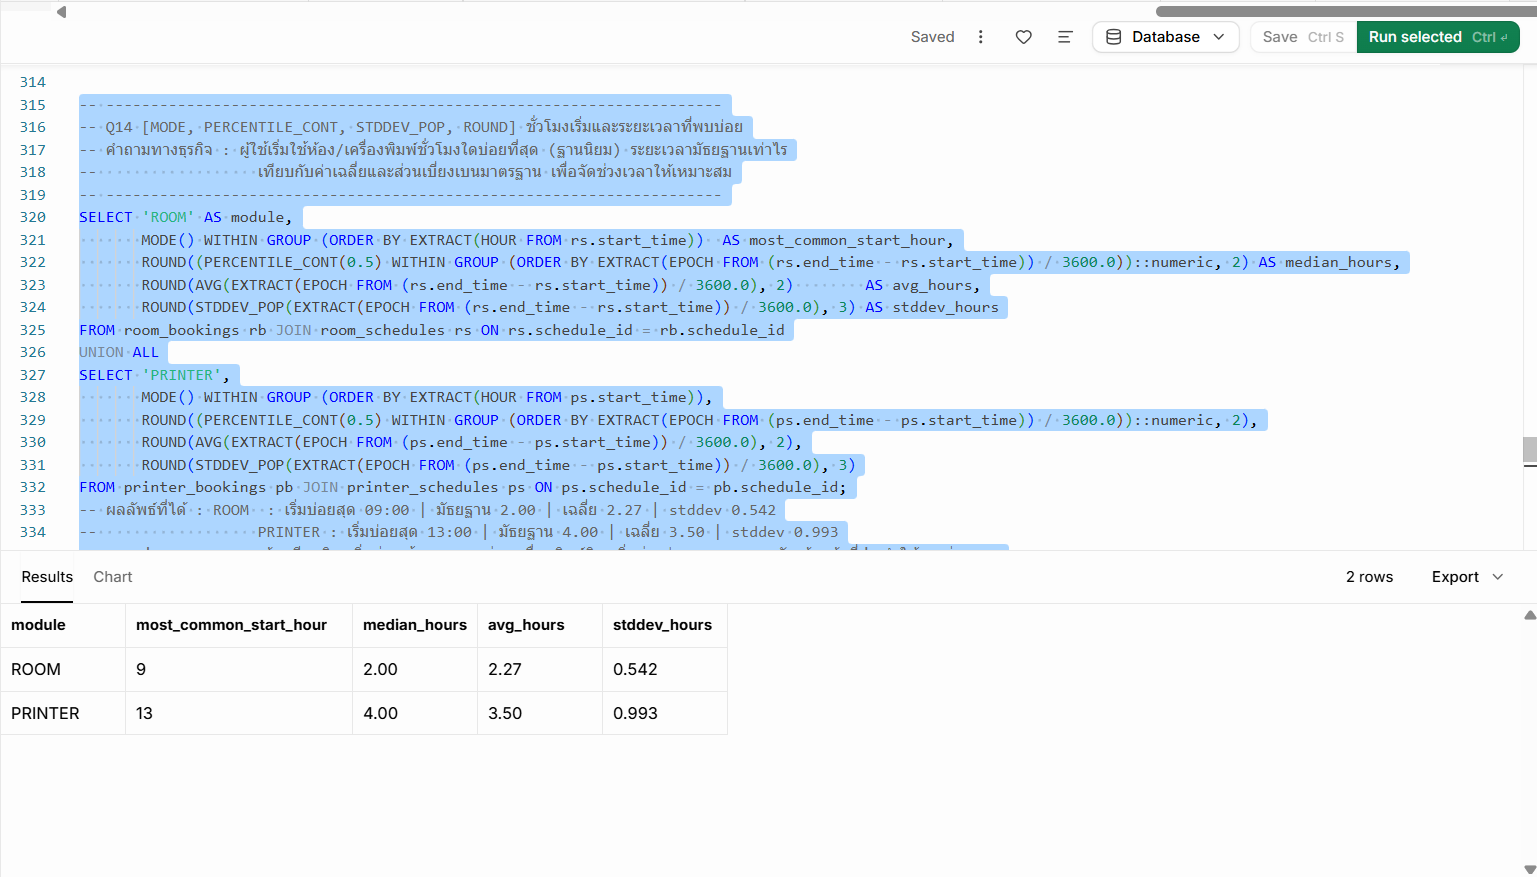 Saved Database Save Ctrl S Run selected Ctrl ⏎
314
315 -- ---------------------------------------------------------------------
316 -- Q14 [MODE, PERCENTILE_CONT, STDDEV_POP, ROUND] ชั่วโมงเริ่มและระยะเวลาที่พบบ่อย
317 -- คำถามทางธุรกิจ : ผู้ใช้เริ่มใช้ห้อง/เครื่องพิมพ์ชั่วโมงใดบ่อยที่สุด (ฐานนิยม) ระยะเวลามัธยฐานเท่าไร
318 -- เทียบกับค่าเฉลี่ยและส่วนเบี่ยงเบนมาตรฐาน เพื่อจัดช่วงเวลาให้เหมาะสม
319 -- ---------------------------------------------------------------------
320 SELECT 'ROOM' AS module,
321 MODE() WITHIN GROUP (ORDER BY EXTRACT(HOUR FROM rs.start_time)) AS most_common_start_hour,
322 ROUND((PERCENTILE_CONT(0.5) WITHIN GROUP (ORDER BY EXTRACT(EPOCH FROM (rs.end_time - rs.start_time)) / 3600.0))::numeric, 2) AS median_hours,
323 ROUND(AVG(EXTRACT(EPOCH FROM (rs.end_time - rs.start_time)) / 3600.0), 2) AS avg_hours,
324 ROUND(STDDEV_POP(EXTRACT(EPOCH FROM (rs.end_time - rs.start_time)) / 3600.0), 3) AS stddev_hours
325 FROM room_bookings rb JOIN room_schedules rs ON rs.schedule_id = rb.schedule_id
326 UNION ALL
327 SELECT 'PRINTER',
328 MODE() WITHIN GROUP (ORDER BY EXTRACT(HOUR FROM ps.start_time)),
329 ROUND((PERCENTILE_CONT(0.5) WITHIN GROUP (ORDER BY EXTRACT(EPOCH FROM (ps.end_time - ps.start_time)) / 3600.0))::numeric, 2),
330 ROUND(AVG(EXTRACT(EPOCH FROM (ps.end_time - ps.start_time)) / 3600.0), 2),
331 ROUND(STDDEV_POP(EXTRACT(EPOCH FROM (ps.end_time - ps.start_time)) / 3600.0), 3)
332 FROM printer_bookings pb JOIN printer_schedules ps ON ps.schedule_id = pb.schedule_id;
333 -- ผลลัพธ์ที่ได้ : ROOM : เริ่มบ่อยสุด 09:00 | มัธยฐาน 2.00 | เฉลี่ย 2.27 | stddev 0.542
334 -- PRINTER : เริ่มบ่อยสุด 13:00 | มัธยฐาน 4.00 | เฉลี่ย 3.50 | stddev 0.993
Results Chart 2 rows Export
module most_common_start_hour median_hours avg_hours stddev_hours
ROOM 9 2.00 2.27 0.542
PRINTER 13 4.00 3.50 0.993